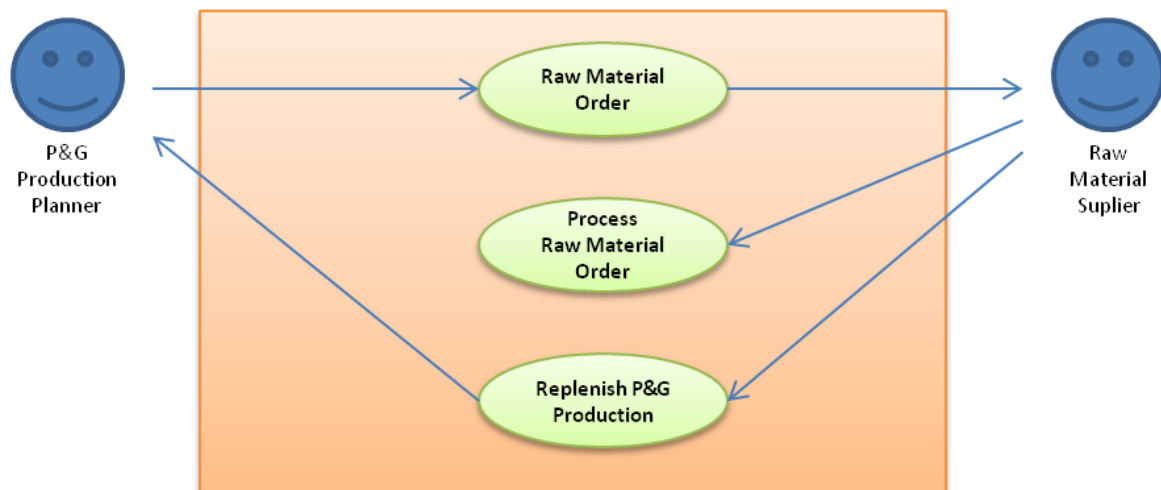 Raw Material
Order
P&G
Production
Planner
Raw
Material
Suplier
Process
Raw Material
Order
Replenish P&G
Production